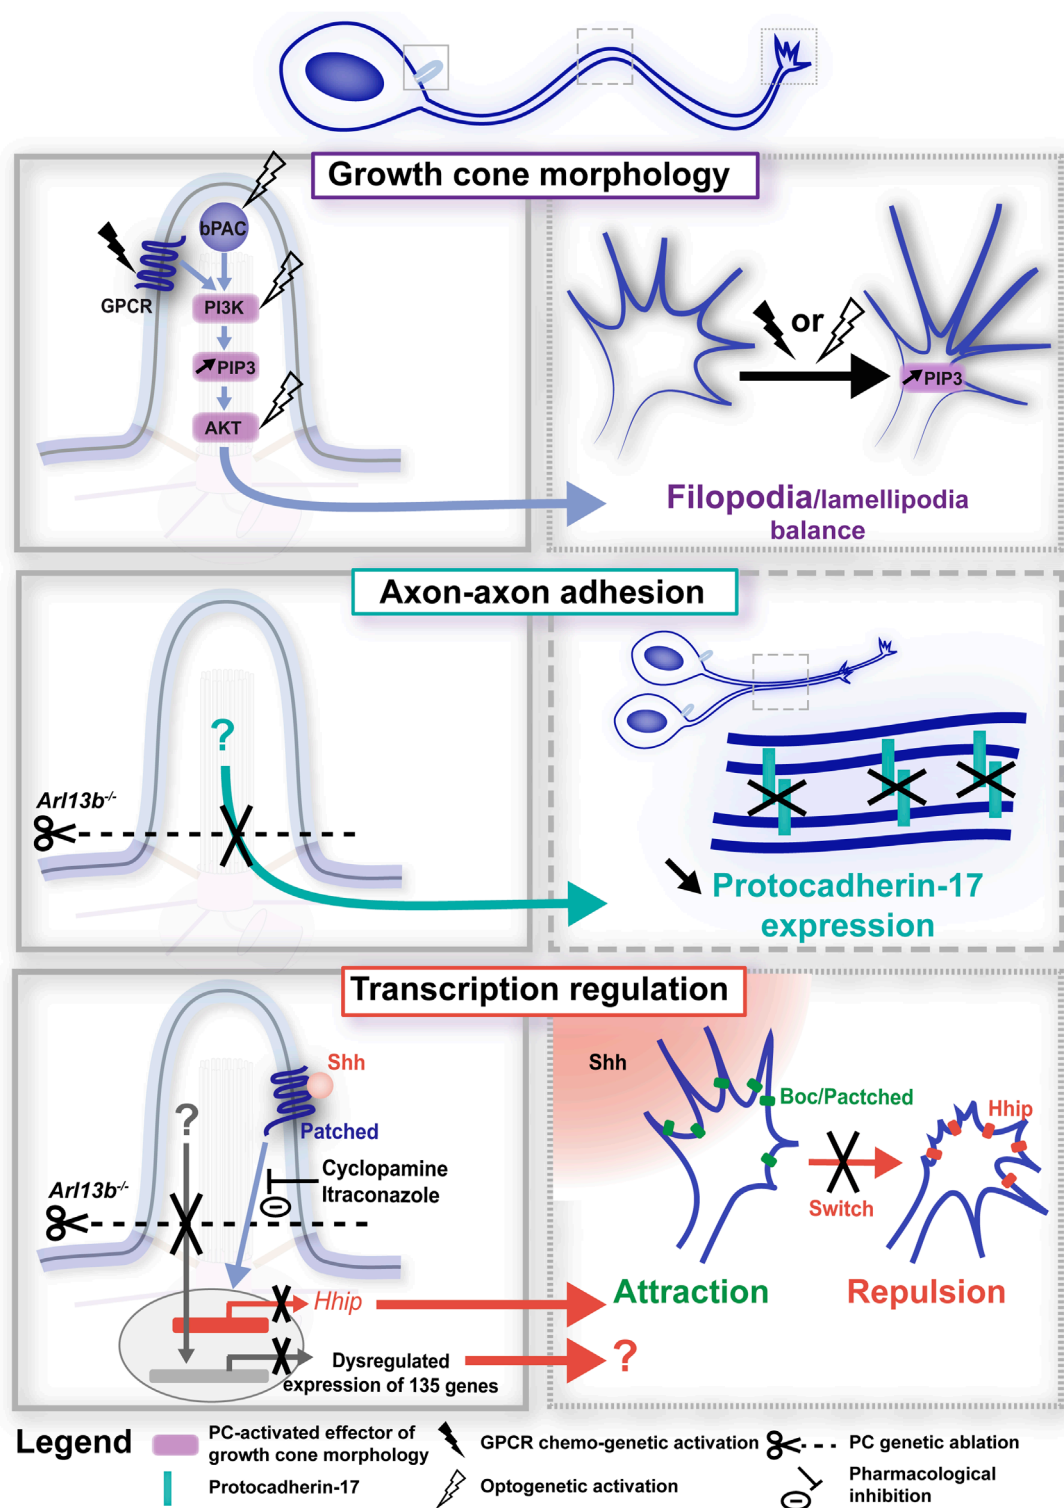 Growth cone morphology
bPAC
GPCR
PI3K
PIP3
AKT
or
PIP3
Filopodia/lamellipodia
balance
Axon-axon adhesion
?
Arl13b-/-
Protocadherin-17
expression
Transcription regulation
Shh
?
Patched
Cyclopamine
Itraconazole
Arl13b-/-
Hhip
Dysregulated
expression of 135 genes
Shh
Boc/Pactched
Hhip
Switch
Attraction
Repulsion
?
Legend
PC-activated effector of
growth cone morphology
Protocadherin-17
GPCR chemo-genetic activation
Optogenetic activation
PC genetic ablation
Pharmacological
inhibition